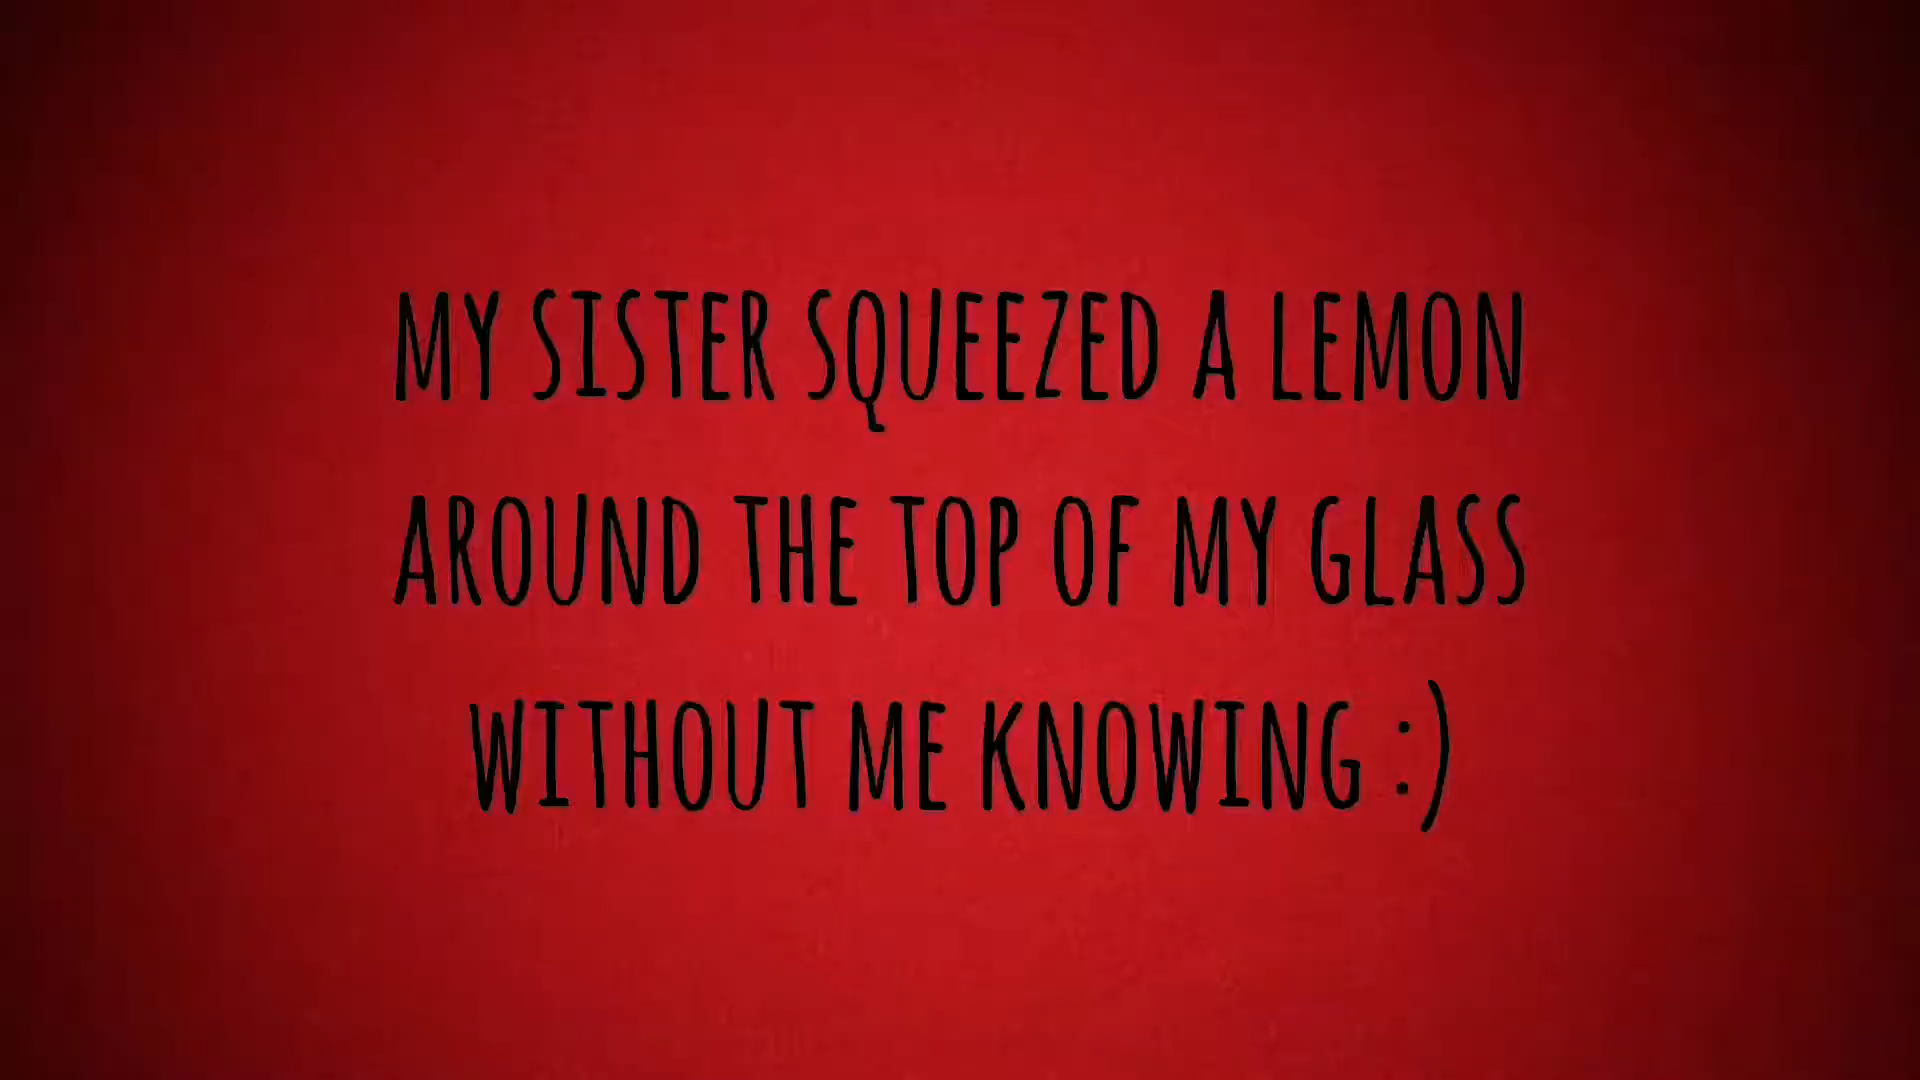 MY SISTER SQUEEZED A LEMON
AROUND THE TOP OF MY GLASS
WITHOUT ME KNOWING :)